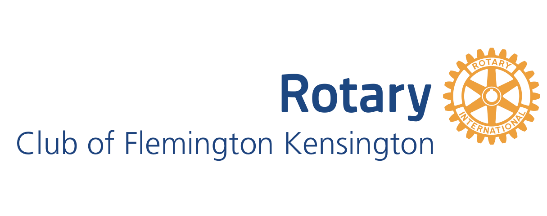 Rotary
Club of Flemington Kensington
ROTARY
INTERNATIONAL